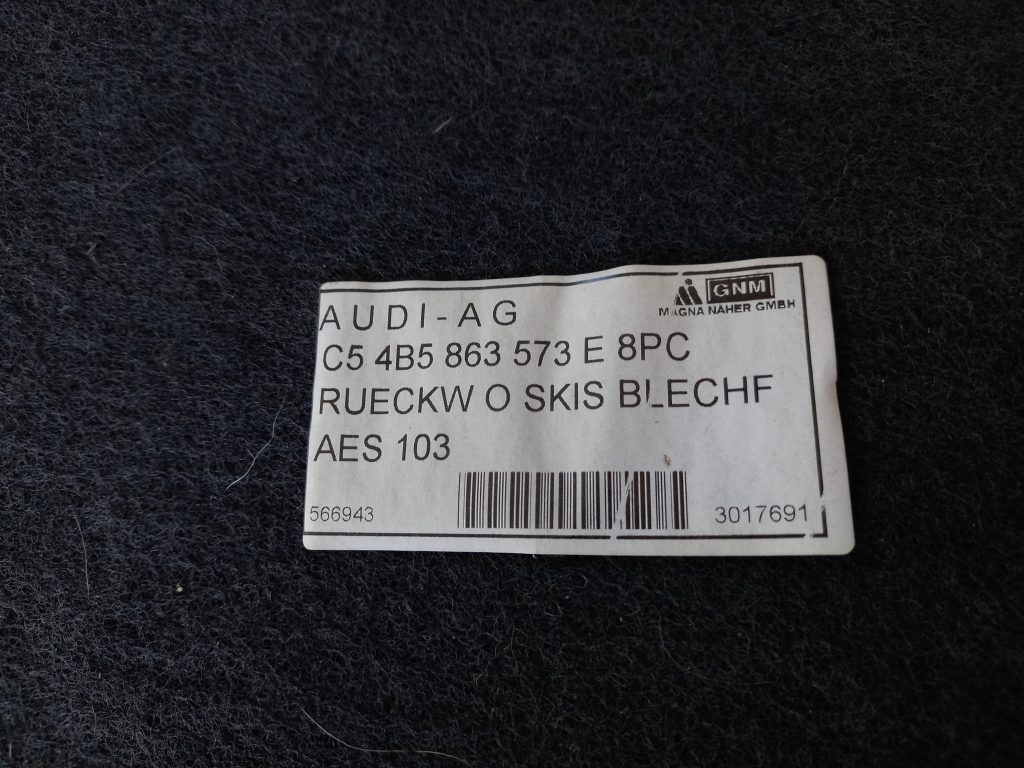 AUDI-AG
GNM
MAGNA NAHER GMBH
C5 4B5 863 573 E 8PC
RUECKW O SKIS BLECHF
AES 103
566943
3017691